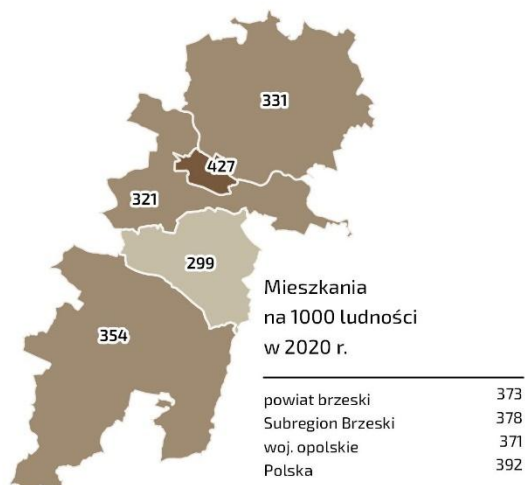 331
427
321
299
354
Mieszkania
na 1000 ludności
w 2020 r.
powiat brzeski 373
Subregion Brzeski 378
woj. opolskie 371
Polska 392